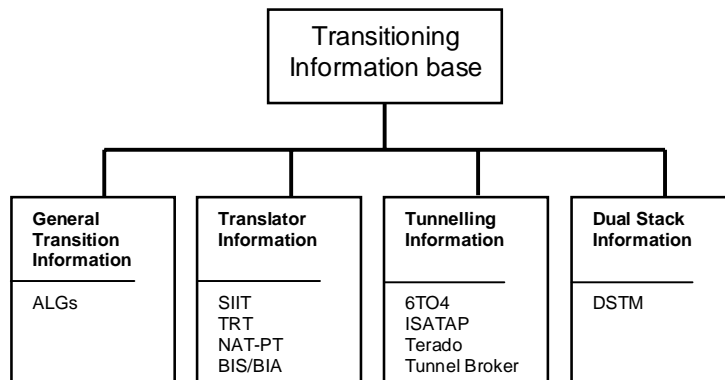 Transitioning
Information base
General
Transition
Information
ALGs
Translator
Information
SIIT
TRT
NAT-PT
BIS/BIA
Tunnelling
Information
6TO4
ISATAP
Terado
Tunnel Broker
Dual Stack
Information
DSTM